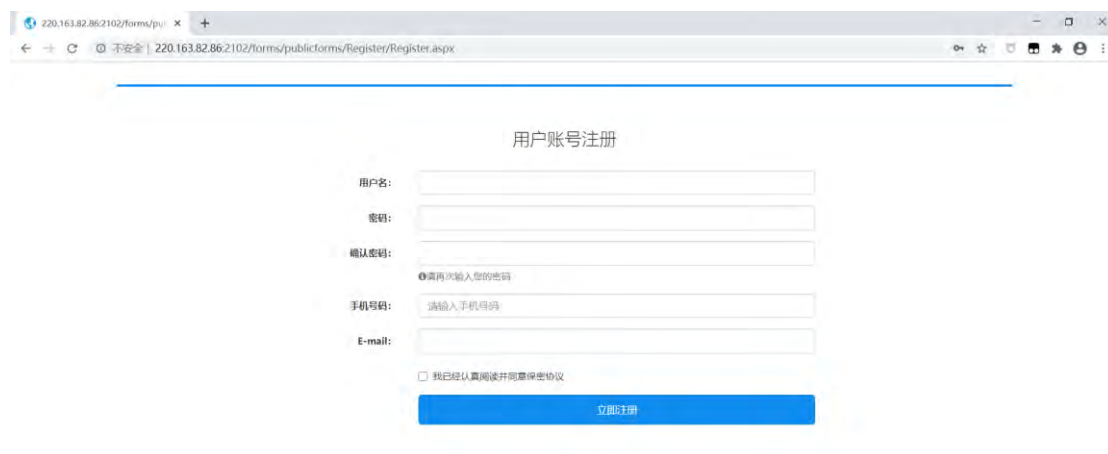 220.163.82.86:2102/forms/pu
不安全 | 220.163.82.86:2102/forms/publicforms/Register/Register.aspx
用户账号注册
用户名:
密码:
确认密码:
请再次输入您的密码
手机号码: 请输入手机号码
E-mail:
我已经认真阅读并同意保密协议
立即注册